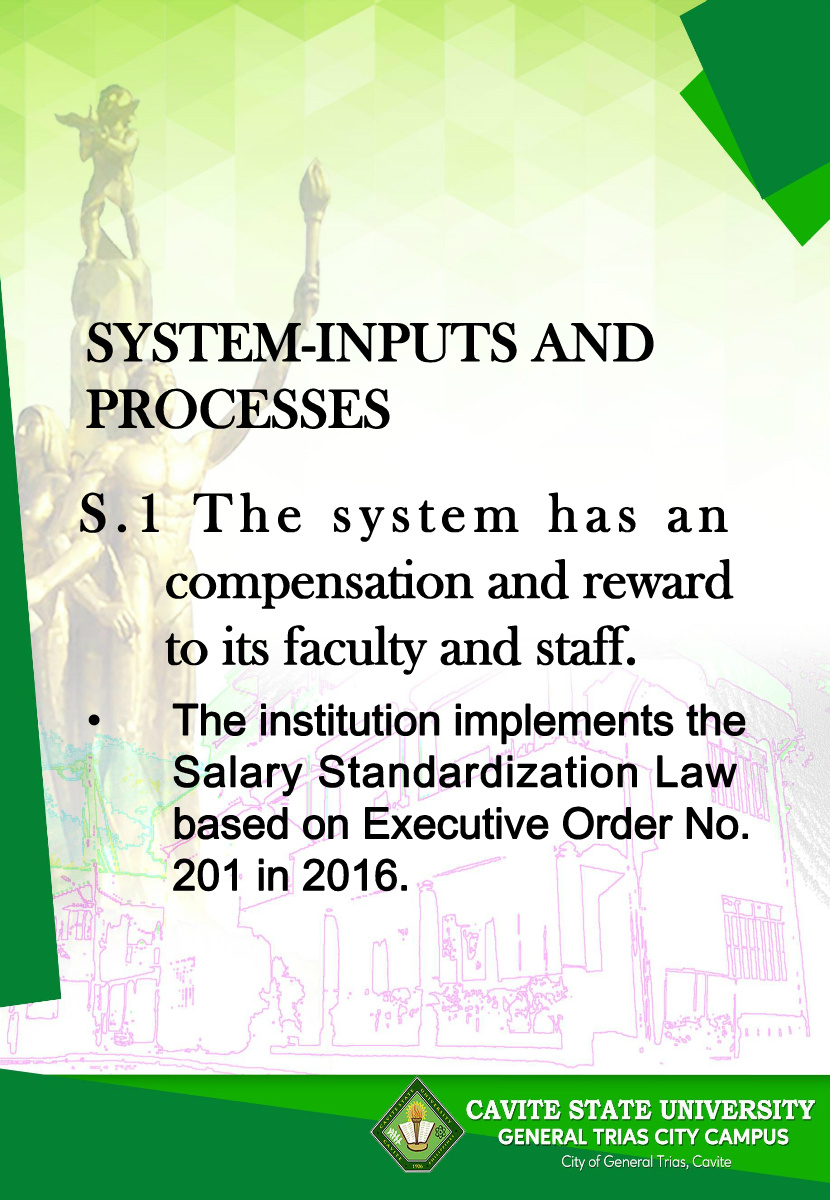 SYSTEM-INPUTS AND
PROCESSES
S.1 The system has an
compensation and reward
to its faculty and staff.
• The institution implements the
Salary Standardization Law
based on Executive Order No.
201 in 2016.
CAVITE STATE UNIVERSITY
GENERAL TRIAS CITY CAMPUS
City of General Trias, Cavite
1906